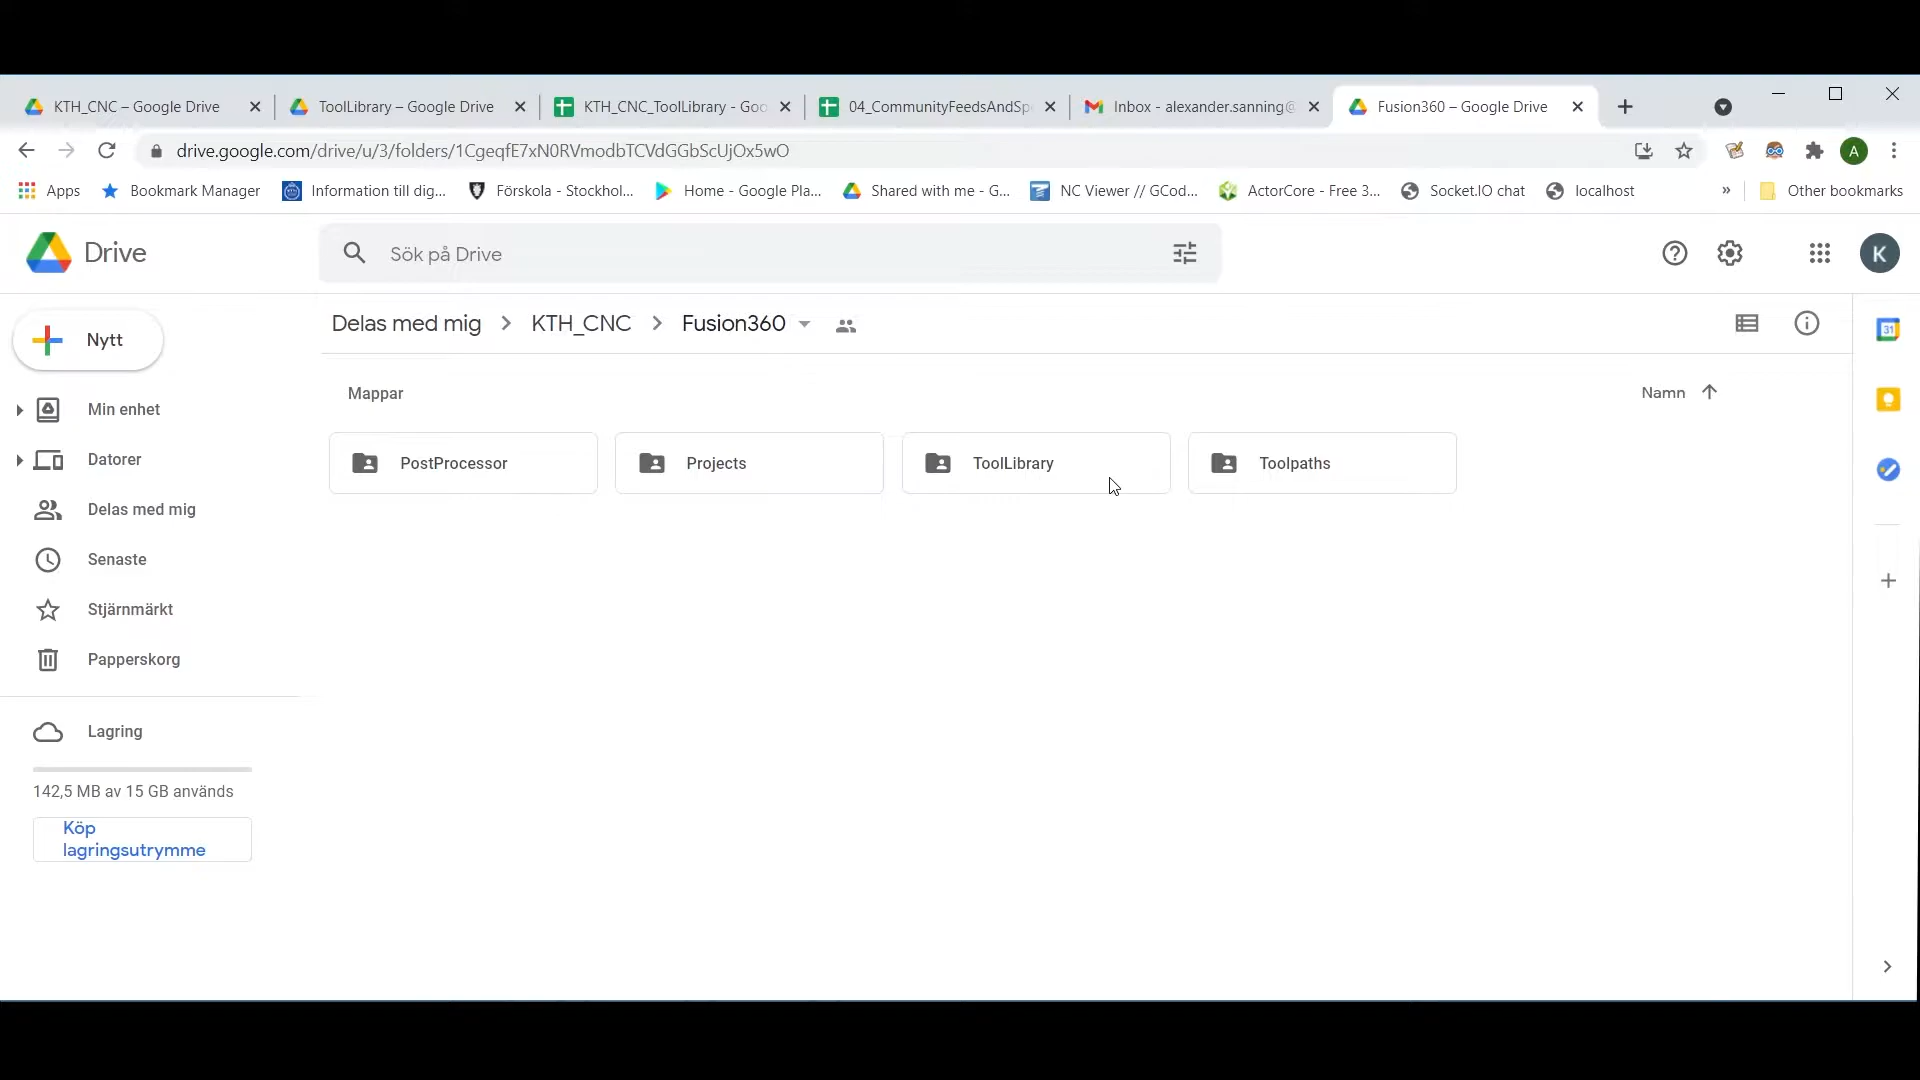 KTH_CNC – Google Drive
ToolLibrary – Google Drive
KTH_CNC_ToolLibrary - Goo
04_CommunityFeedsAndSp
Inbox - alexander.sanning@
Fusion360 – Google Drive
drive.google.com/drive/u/3/folders/1CgeqfE7xN0RVmodbTCVdGGbScUjOx5wO
A
Apps
Bookmark Manager
Information till dig...
Förskola - Stockhol...
Home - Google Pla...
Shared with me - G...
NC Viewer // GCod...
ActorCore - Free 3...
Socket.IO chat
localhost
»
Other bookmarks
Drive
Sök på Drive
K
Nytt
Delas med mig > KTH_CNC > Fusion360
Mappar
Namn
31
PostProcessor
Projects
ToolLibrary
Toolpaths
Min enhet
Datorer
Delas med mig
Senaste
Stjärnmärkt
Papperskorg
Lagring
142,5 MB av 15 GB används
Köp
lagringsutrymme